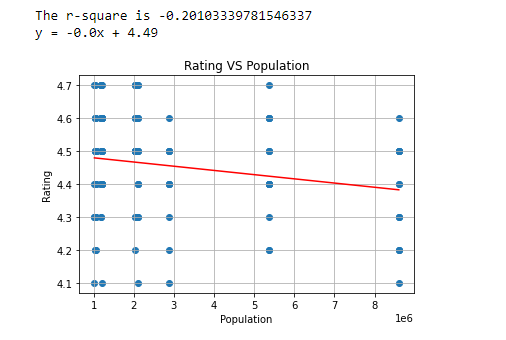 The r-square is -0.20103339781546337
y = -0.0x + 4.49
Rating VS Population
4.7
4.6
4.5
4.4
4.3
4.2
4.1
Rating
1 2 3 4 5 6 7 8
1e6
Population